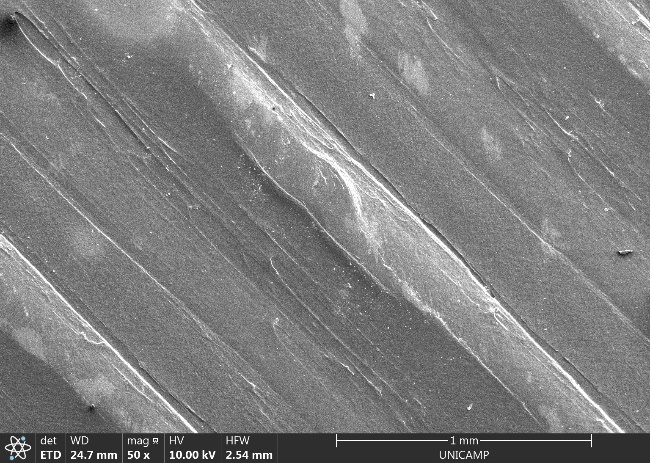 det WD mag HV HFW 1 mm
ETD 24.7 mm 50 x 10.00 kV 2.54 mm UNICAMP